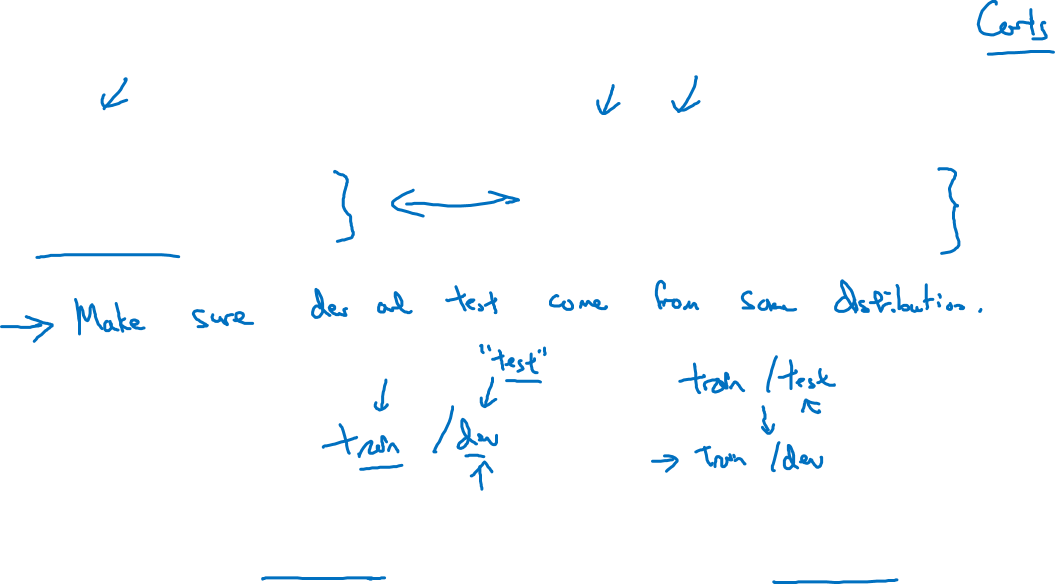 Cats
Make sure dev and test come from same distribution.
"test"
train / test
train / dev
train / dev